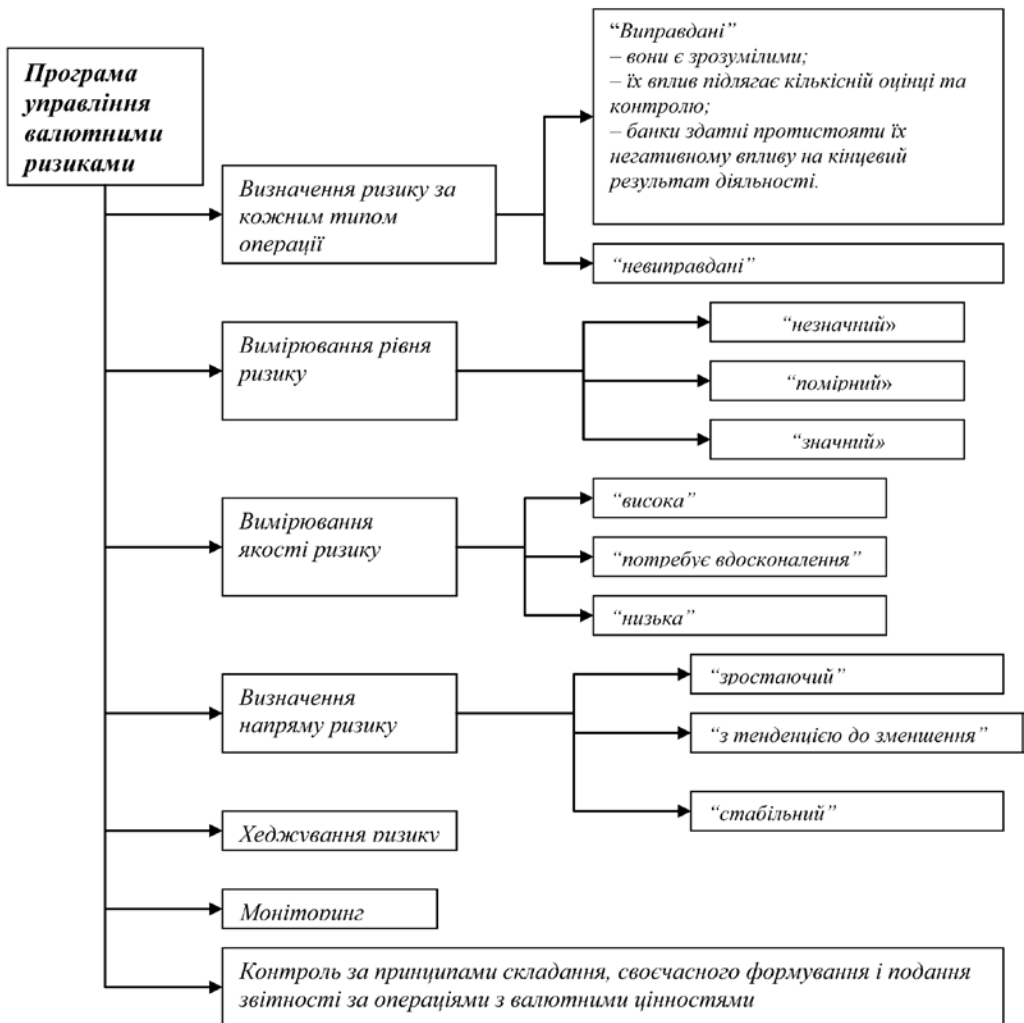 Програма
управління
валютними
ризиками
Визначення ризику за
кожним типом
операції
“Виправдані”
– вони є зрозумілими;
– їх вплив підлягає кількісній оцінці та
контролю;
– банки здатні протистояти їх
негативному впливу на кінцевий
результат діяльності.
“невиправдані”
Вимірювання рівня
ризику
“незначний»
“помірний»
“значний»
Вимірювання
якості ризику
“висока”
“потребує вдосконалення”
“низька”
Визначення
напряму ризику
“зростаючий”
“з тенденцією до зменшення”
“стабільний”
Хеджування ризику
Моніторинг
Контроль за принципами складання, своєчасного формування і подання
звітності за операціями з валютними цінностями